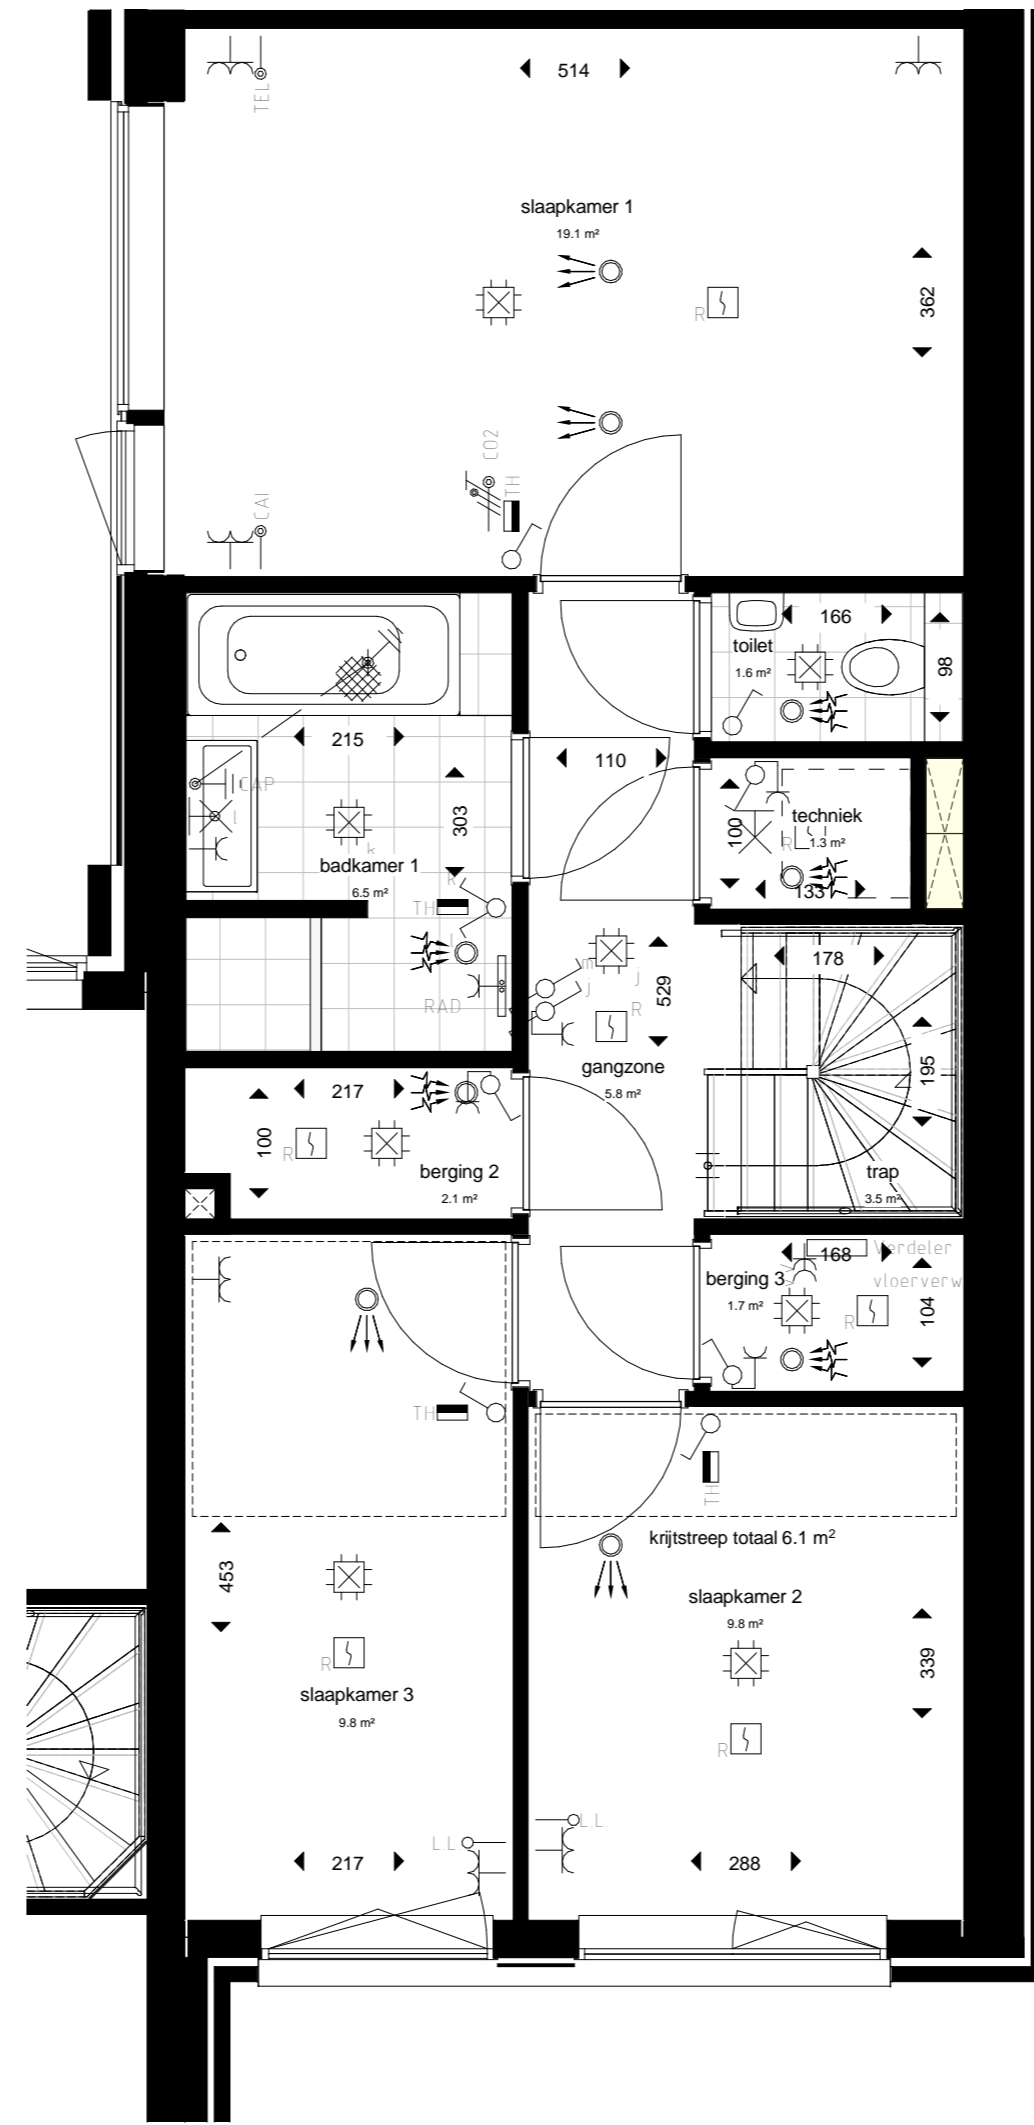 514
TEL
slaapkamer 1
19.1 m²
362
R
CO2
TH
CAI
166
toilet
1.6 m²
98
215
110
CAP
303
100
techniek
1.3 m²
R
133
k
badkamer 1
6.5 m²
TH
178
m
j
j
529
R
RAD
195
gangzone
5.8 m²
217
100
R
berging 2
2.1 m²
trap
3.5 m²
168
Verdeler
vloerverw
berging 3
1.7 m²
R
104
TH
TH
krijtstreep totaal 6.1 m²
453
slaapkamer 2
9.8 m²
339
R
slaapkamer 3
9.8 m²
R
L.L.
L.L.
217
288